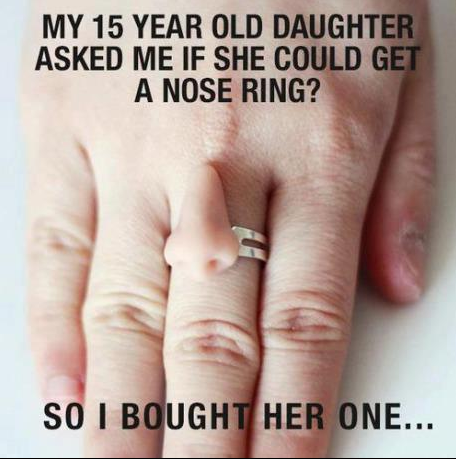 MY 15 YEAR OLD DAUGHTER
ASKED ME IF SHE COULD GET
A NOSE RING?
SO I BOUGHT HER ONE...